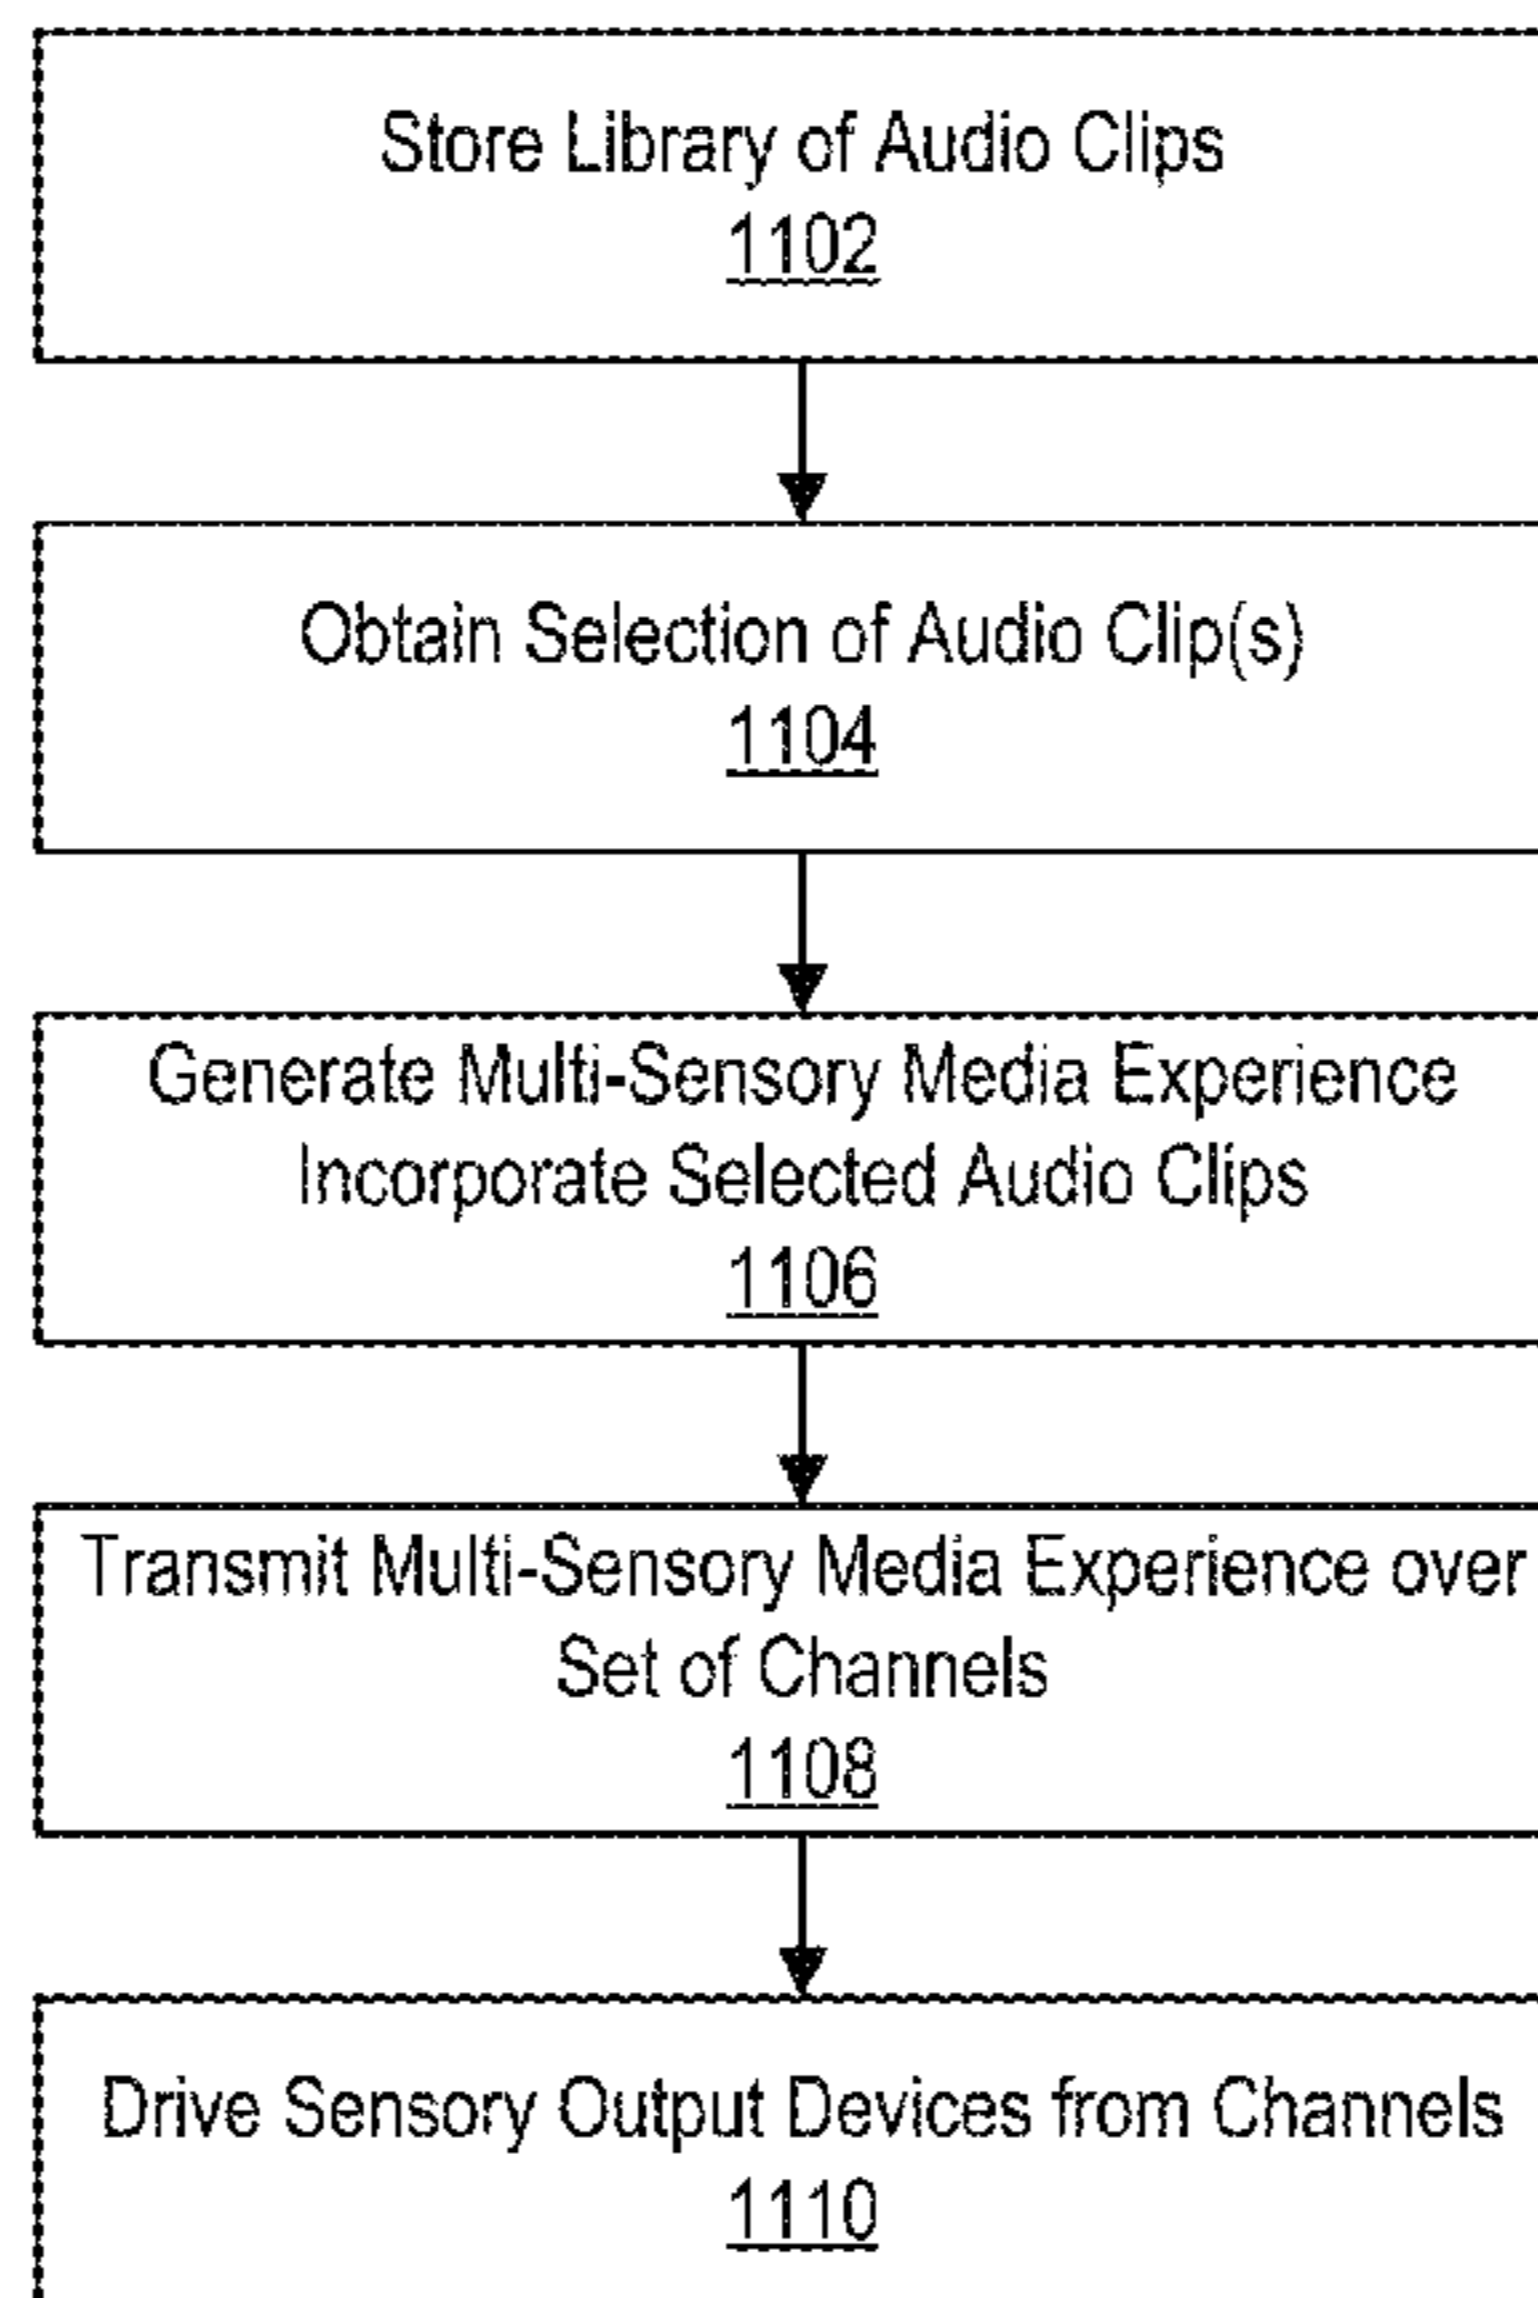 Store Library of Audio Clips
1102
Obtain Selection of Audio Clip(s)
1104
Generate Multi-Sensory Media Experience
Incorporate Selected Audio Clips
1106
Transmit Multi-Sensory Media Experience over
Set of Channels
1108
Drive Sensory Output Devices from Channels
1110